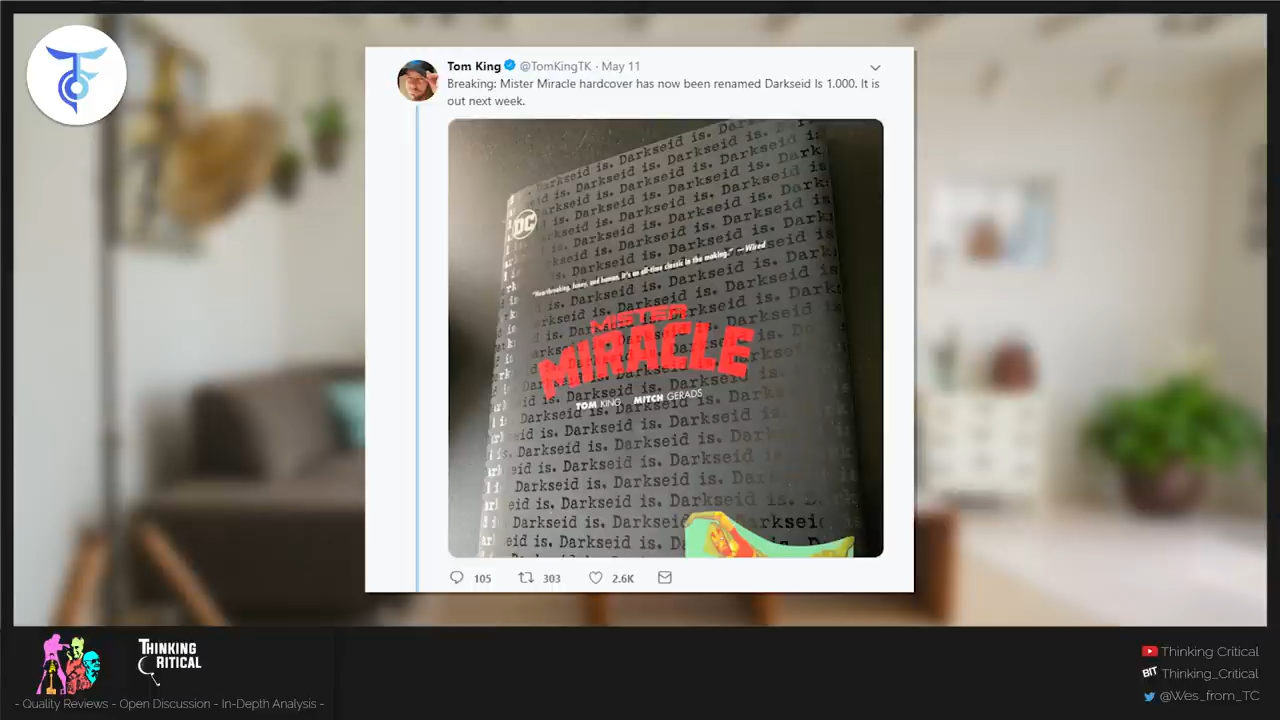 Tom King @TomKingTK · May 11
Breaking: Mister Miracle hardcover has now been renamed Darkseid Is 1.000. It is
out next week.
DC
"Heartbreaking, funny, and human, it's an all-time classic in the making." —Wired
MISTER
MIRACLE
TOM KING MITCH GERADS
Darkseid is. Darkseid is. Darkseid is.
105 303 2.6K
THINKING
CRITICAL
- Quality Reviews - Open Discussion - In-Depth Analysis -
Thinking Critical
BIT Thinking_Critical
@Wes_from_TC